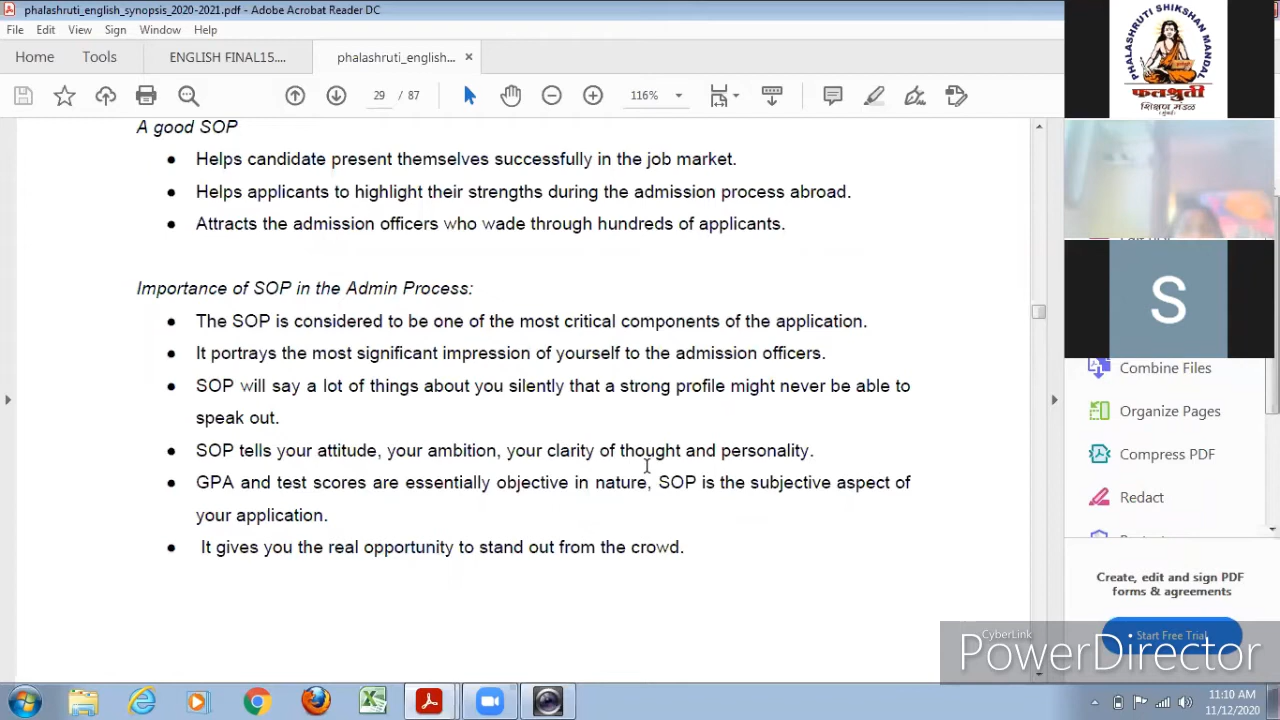 phalashruti_english_synopsis_2020-2021.pdf - Adobe Acrobat Reader DC
File Edit View Sign Window Help
Home Tools ENGLISH FINAL15.... phalashruti_english... ×
29 / 87 116%
A good SOP
• Helps candidate present themselves successfully in the job market.
• Helps applicants to highlight their strengths during the admission process abroad.
• Attracts the admission officers who wade through hundreds of applicants.
Importance of SOP in the Admin Process:
• The SOP is considered to be one of the most critical components of the application.
• It portrays the most significant impression of yourself to the admission officers.
• SOP will say a lot of things about you silently that a strong profile might never be able to
speak out.
• SOP tells your attitude, your ambition, your clarity of thought and personality.
• GPA and test scores are essentially objective in nature, SOP is the subjective aspect of
your application.
• It gives you the real opportunity to stand out from the crowd.
PHALASHRUTI SHIKSHAN MANDAL
फलश्रुती
शिक्षण मंडळ
S
Combine Files
Organize Pages
Compress PDF
Redact
Create, edit and sign PDF
forms & agreements
Start Free Trial
CyberLink
PowerDirector
11:10 AM
11/12/2020